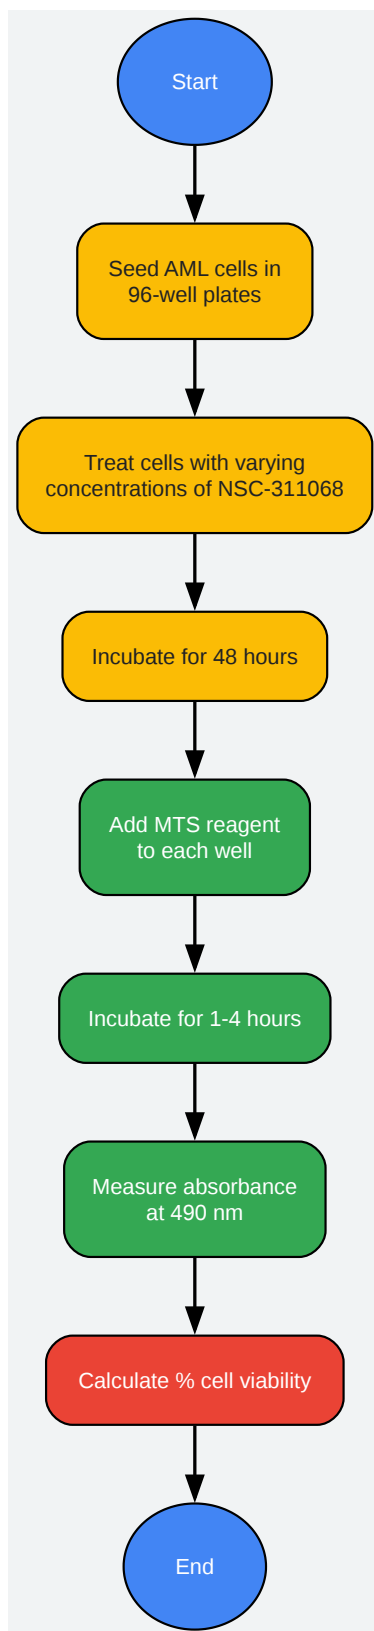 Start
Seed AML cells in
96-well plates
Treat cells with varying
concentrations of NSC-311068
Incubate for 48 hours
Add MTS reagent
to each well
Incubate for 1-4 hours
Measure absorbance
at 490 nm
Calculate % cell viability
End